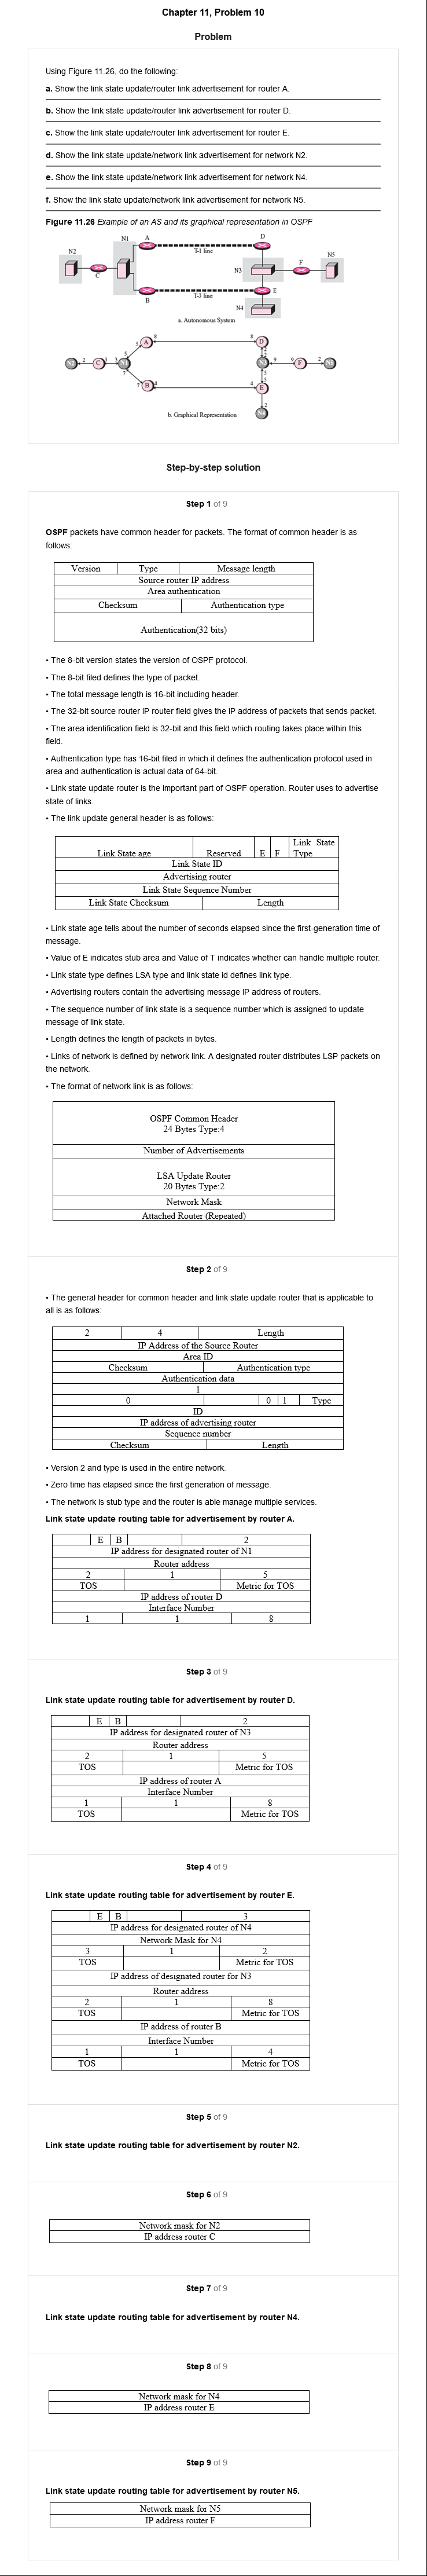 Chapter 11, Problem 10
Problem
Using Figure 11.26, do the following:
a. Show the link state update/router link advertisement for router A.
b. Show the link state update/router link advertisement for router D.
c. Show the link state update/router link advertisement for router E.
d. Show the link state update/network link advertisement for network N2.
e. Show the link state update/network link advertisement for network N4.
f. Show the link state update/network link advertisement for network N5.
Figure 11.26 Example of an AS and its graphical representation in OSPF
N1 A D
T-1 line
N2 C N3 F N5
B T-3 line E
N4
a. Autonomous System
A 8 8 D
5
2 C 3 3 5 9 9 F 2
7
7 B 4 4 E
2
b. Graphical Representation
Step-by-step solution
Step 1 of 9
OSPF packets have common header for packets. The format of common header is as
follows:
Version Type Message length
Source router IP address
Area authentication
Checksum Authentication type
Authentication(32 bits)
• The 8-bit version states the version of OSPF protocol.
• The 8-bit filed defines the type of packet.
• The total message length is 16-bit including header.
• The 32-bit source router IP router field gives the IP address of packets that sends packet.
• The area identification field is 32-bit and this field which routing takes place within this
field.
• Authentication type has 16-bit filed in which it defines the authentication protocol used in
area and authentication is actual data of 64-bit.
• Link state update router is the important part of OSPF operation. Router uses to advertise
state of links.
• The link update general header is as follows:
Link State age Reserved E F Link State
Type
Link State ID
Advertising router
Link State Sequence Number
Link State Checksum Length
• Link state age tells about the number of seconds elapsed since the first-generation time of
message.
• Value of E indicates stub area and Value of T indicates whether can handle multiple router.
• Link state type defines LSA type and link state id defines link type.
• Advertising routers contain the advertising message IP address of routers.
• The sequence number of link state is a sequence number which is assigned to update
message of link state.
• Length defines the length of packets in bytes.
• Links of network is defined by network link. A designated router distributes LSP packets on
the network.
• The format of network link is as follows:
OSPF Common Header
24 Bytes Type:4
Number of Advertisements
LSA Update Router
20 Bytes Type:2
Network Mask
Attached Router (Repeated)
Step 2 of 9
• The general header for common header and link state update router that is applicable to
all is as follows:
2 4 Length
IP Address of the Source Router
Area ID
Checksum Authentication type
Authentication data
1
0 0 1 Type
ID
IP address of advertising router
Sequence number
Checksum Length
• Version 2 and type is used in the entire network.
• Zero time has elapsed since the first generation of message.
• The network is stub type and the router is able manage multiple services.
Link state update routing table for advertisement by router A.
E B 2
IP address for designated router of N1
Router address
2 1 5
TOS Metric for TOS
IP address of router D
Interface Number
1 1 8
Step 3 of 9
Link state update routing table for advertisement by router D.
E B 2
IP address for designated router of N3
Router address
2 1 5
TOS Metric for TOS
IP address of router A
Interface Number
1 1 8
TOS Metric for TOS
Step 4 of 9
Link state update routing table for advertisement by router E.
E B 3
IP address for designated router of N4
Network Mask for N4
3 1 2
TOS Metric for TOS
IP address of designated router for N3
Router address
2 1 8
TOS Metric for TOS
IP address of router B
Interface Number
1 1 4
TOS Metric for TOS
Step 5 of 9
Link state update routing table for advertisement by router N2.
Step 6 of 9
Network mask for N2
IP address router C
Step 7 of 9
Link state update routing table for advertisement by router N4.
Step 8 of 9
Network mask for N4
IP address router E
Step 9 of 9
Link state update routing table for advertisement by router N5.
Network mask for N5
IP address router F